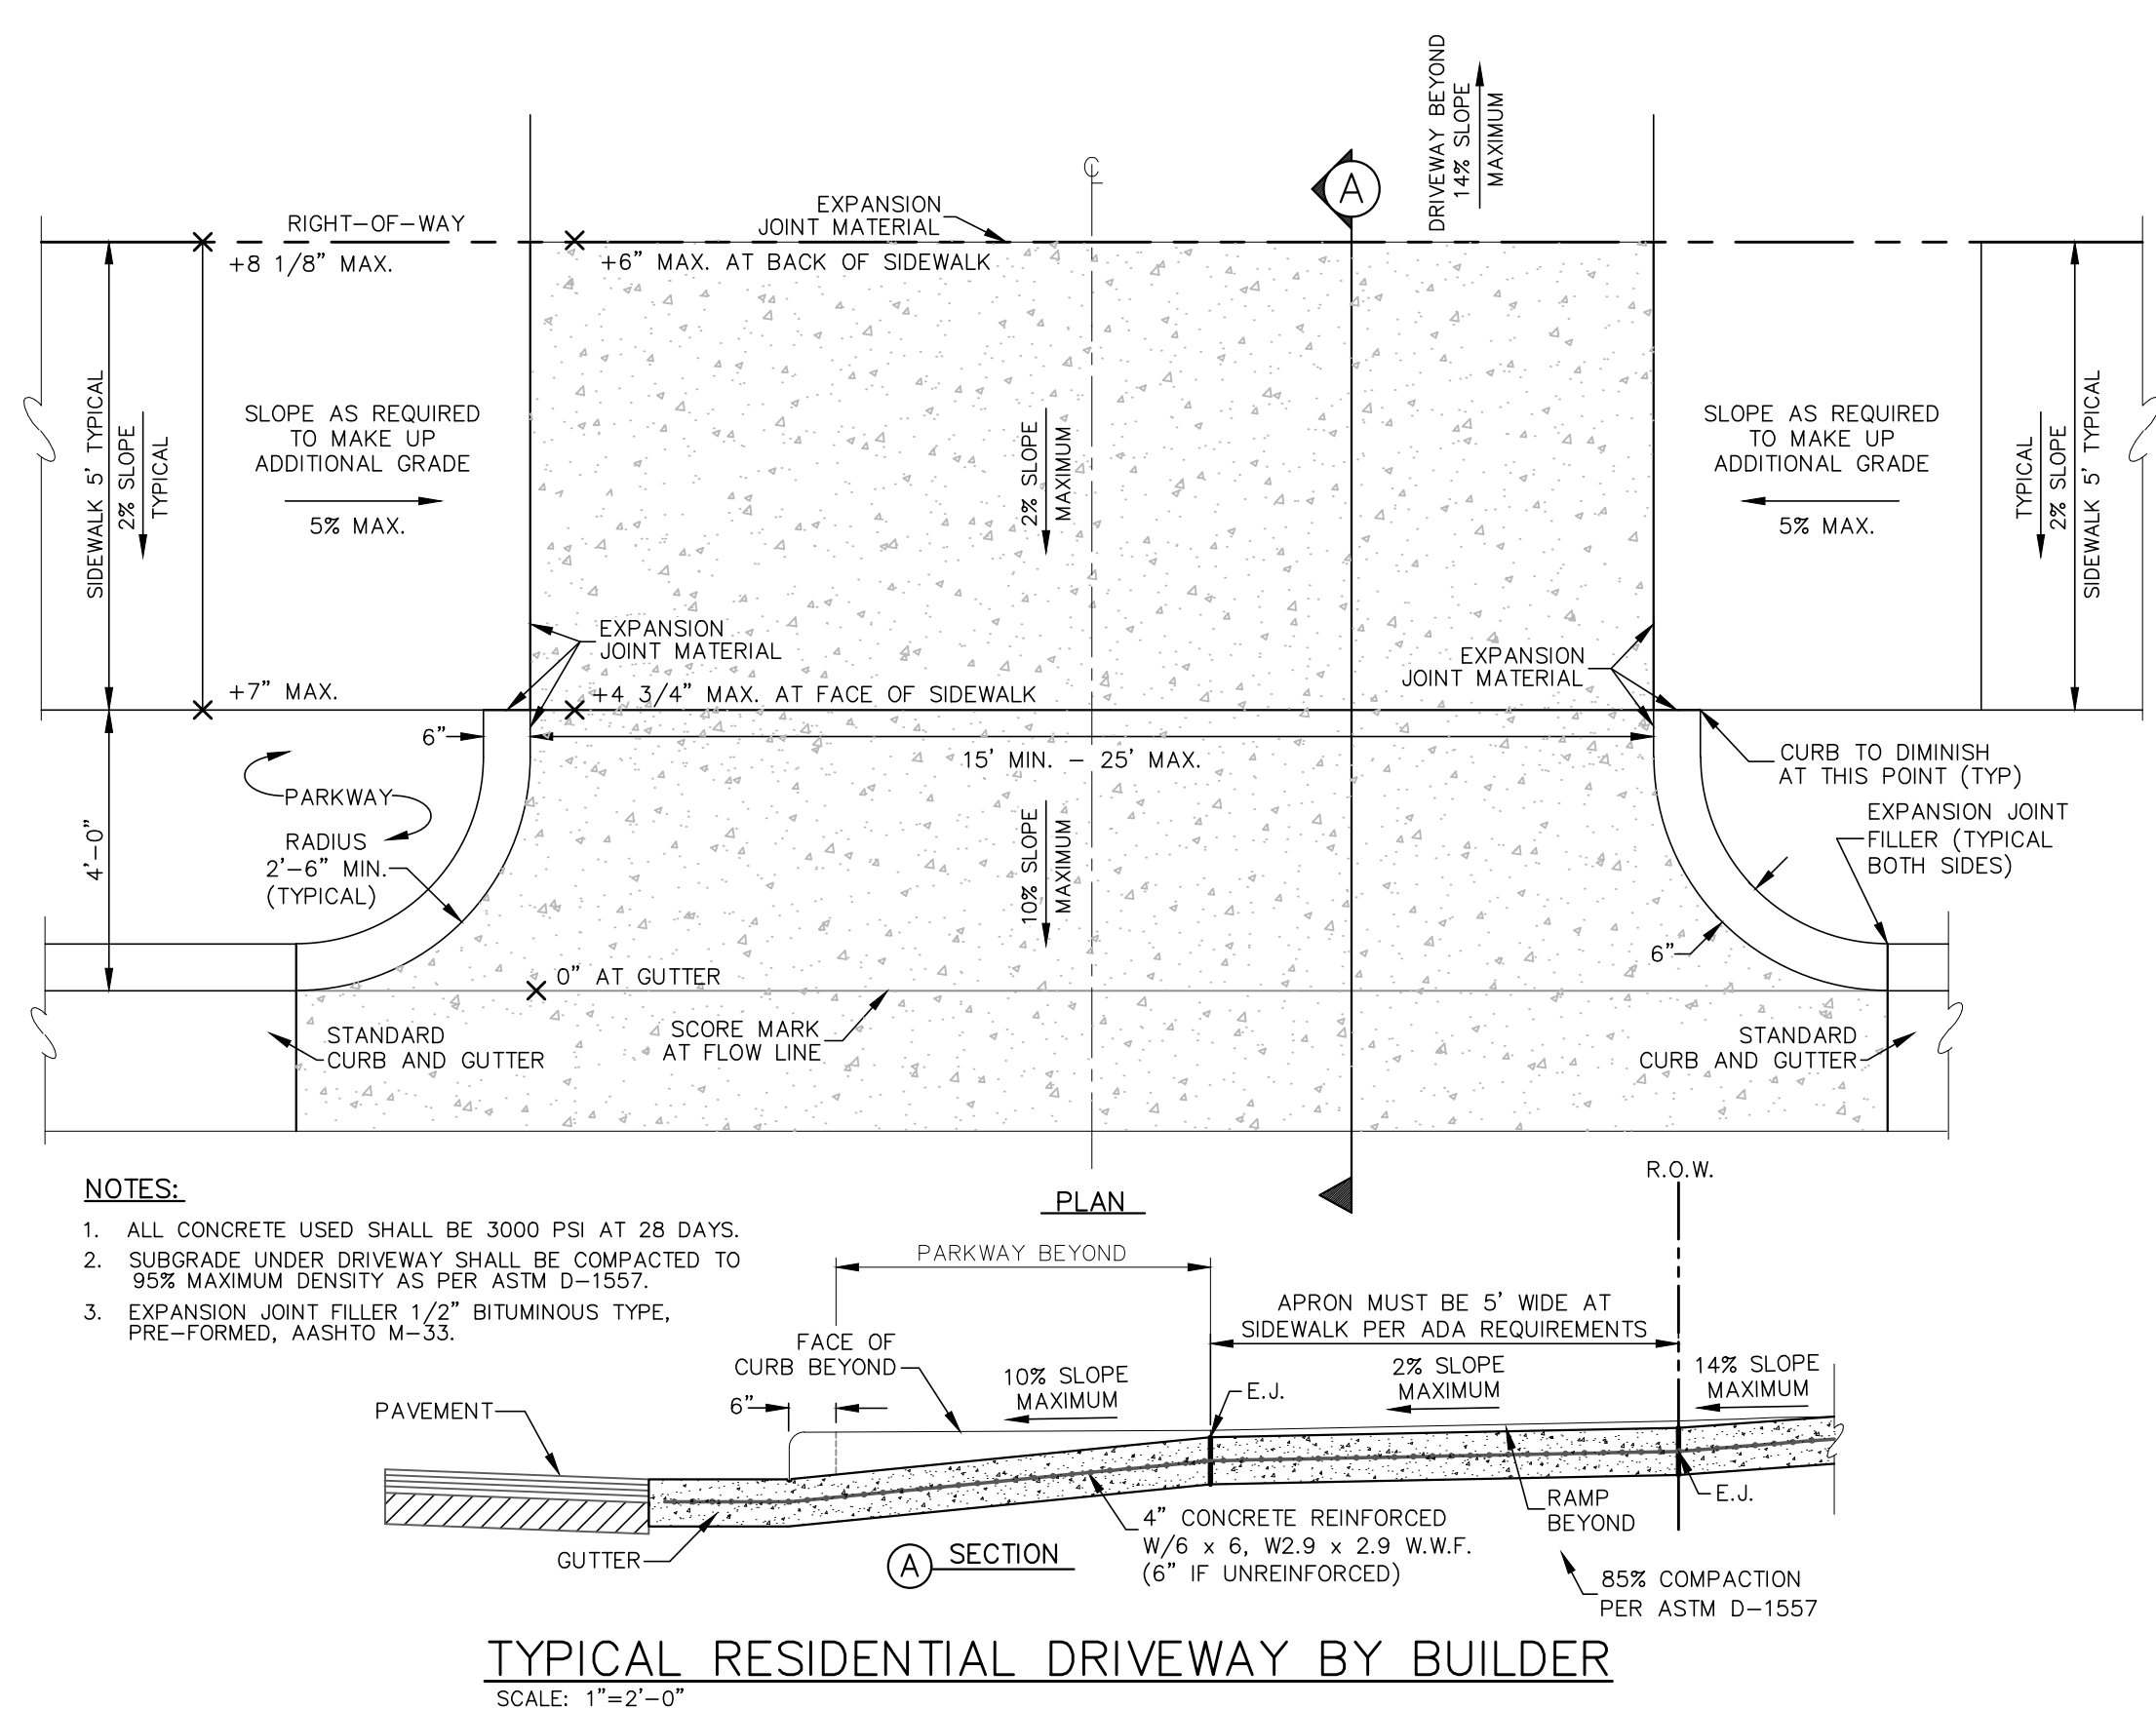 DRIVEWAY BEYOND
14% SLOPE
MAXIMUM
℄
A
RIGHT-OF-WAY
EXPANSION
JOINT MATERIAL
+8 1/8" MAX.
+6" MAX. AT BACK OF SIDEWALK
SIDEWALK 5' TYPICAL
2% SLOPE
TYPICAL
SLOPE AS REQUIRED
TO MAKE UP
ADDITIONAL GRADE
5% MAX.
2% SLOPE
MAXIMUM
SLOPE AS REQUIRED
TO MAKE UP
ADDITIONAL GRADE
5% MAX.
TYPICAL
2% SLOPE
SIDEWALK 5' TYPICAL
EXPANSION
JOINT MATERIAL
EXPANSION
JOINT MATERIAL
+7" MAX.
+4 3/4" MAX. AT FACE OF SIDEWALK
6"
15' MIN. - 25' MAX.
CURB TO DIMINISH
AT THIS POINT (TYP)
PARKWAY
4'-0"
RADIUS
2'-6" MIN.
(TYPICAL)
10% SLOPE
MAXIMUM
EXPANSION JOINT
FILLER (TYPICAL
BOTH SIDES)
6"
0" AT GUTTER
STANDARD
CURB AND GUTTER
SCORE MARK
AT FLOW LINE
STANDARD
CURB AND GUTTER
NOTES:
1. ALL CONCRETE USED SHALL BE 3000 PSI AT 28 DAYS.
2. SUBGRADE UNDER DRIVEWAY SHALL BE COMPACTED TO
95% MAXIMUM DENSITY AS PER ASTM D-1557.
3. EXPANSION JOINT FILLER 1/2" BITUMINOUS TYPE,
PRE-FORMED, AASHTO M-33.
PLAN
R.O.W.
PARKWAY BEYOND
APRON MUST BE 5' WIDE AT
SIDEWALK PER ADA REQUIREMENTS
FACE OF
CURB BEYOND
6"
10% SLOPE
MAXIMUM
E.J.
2% SLOPE
MAXIMUM
14% SLOPE
MAXIMUM
PAVEMENT
GUTTER
4" CONCRETE REINFORCED
W/6 x 6, W2.9 x 2.9 W.W.F.
(6" IF UNREINFORCED)
RAMP
BEYOND
E.J.
A SECTION
85% COMPACTION
PER ASTM D-1557
TYPICAL RESIDENTIAL DRIVEWAY BY BUILDER
SCALE: 1"=2'-0"